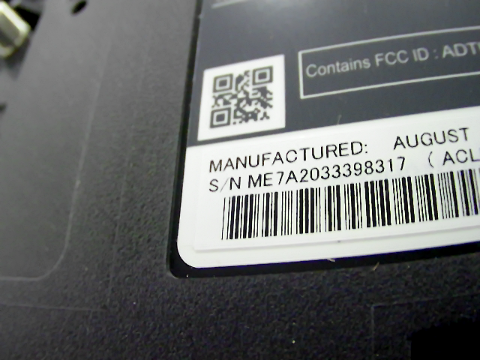 Contains FCC ID : ADT
MANUFACTURED: AUGUST
S/N ME7A2033398317 ( ACL